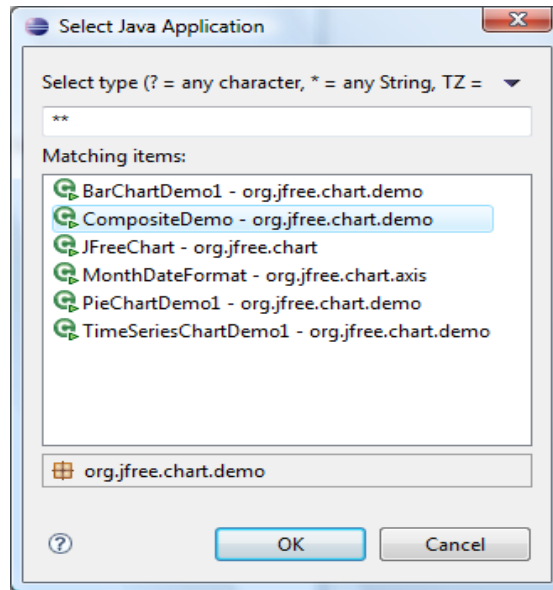 Select Java Application
Select type (? = any character, * = any String, TZ =
**
Matching items:
BarChartDemo1 - org.jfree.chart.demo
CompositeDemo - org.jfree.chart.demo
JFreeChart - org.jfree.chart
MonthDateFormat - org.jfree.chart.axis
PieChartDemo1 - org.jfree.chart.demo
TimeSeriesChartDemo1 - org.jfree.chart.demo
org.jfree.chart.demo
OK Cancel